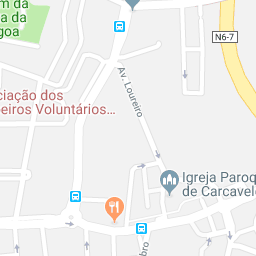 m da
a da
goa
N6-7
Av. Loureiro
ciação dos
eiros Voluntários...
Igreja Paroq
de Carcavel
bro